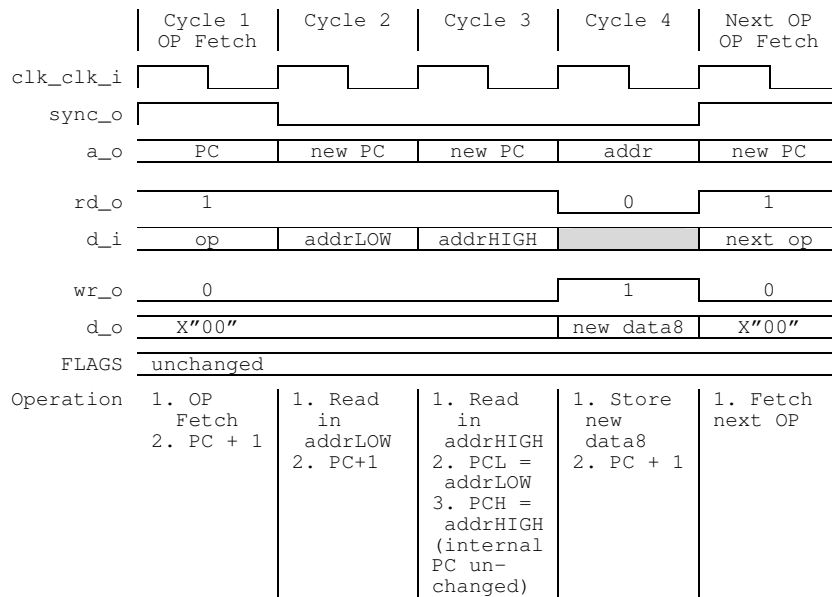 Cycle 1 Cycle 2 Cycle 3 Cycle 4 Next OP
OP Fetch OP Fetch
clk_clk_i
sync_o
a_o PC new PC new PC addr new PC
rd_o 1 0 1
d_i op addrLOW addrHIGH next op
wr_o 0 1 0
d_o X"00" new data8 X"00"
FLAGS unchanged
Operation 1. OP 1. Read 1. Read 1. Store 1. Fetch
Fetch in in new next OP
2. PC + 1 addrLOW addrHIGH data8
2. PC+1 2. PCL = 2. PC + 1
addrLOW
3. PCH =
addrHIGH
(internal
PC un-
changed)